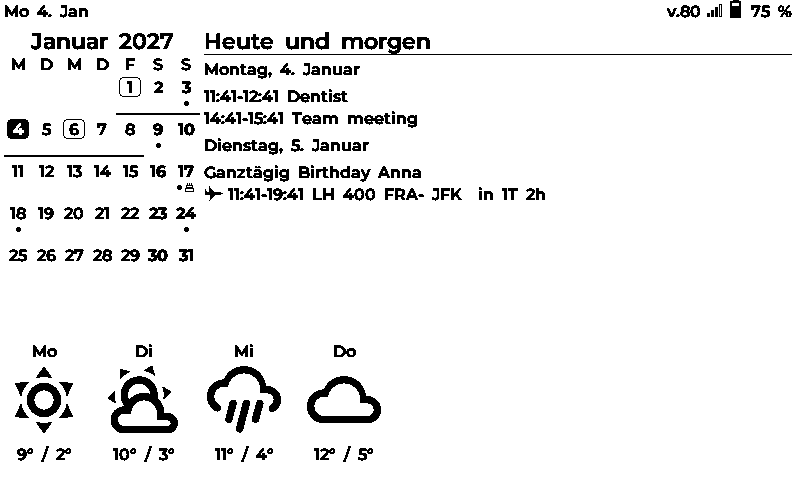 Mo 4. Jan
v.80 75 %
Januar 2027
M D M D F S S
1 2 3
4 5 6 7 8 9 10
11 12 13 14 15 16 17
18 19 20 21 22 23 24
25 26 27 28 29 30 31
Heute und morgen
Montag, 4. Januar
11:41-12:41 Dentist
14:41-15:41 Team meeting
Dienstag, 5. Januar
Ganztägig Birthday Anna
11:41-19:41 LH 400 FRA- JFK in 1T 2h
Mo Di Mi Do
9° / 2° 10° / 3° 11° / 4° 12° / 5°